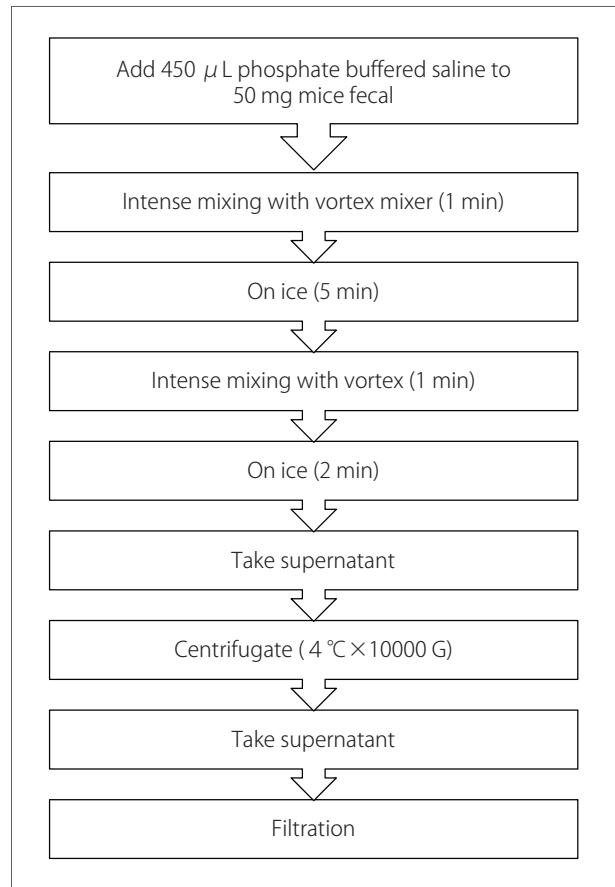 Add 450 μL phosphate buffered saline to
50 mg mice fecal
Intense mixing with vortex mixer (1 min)
On ice (5 min)
Intense mixing with vortex (1 min)
On ice (2 min)
Take supernatant
Centrifugate ( 4 ℃×10000 G)
Take supernatant
Filtration